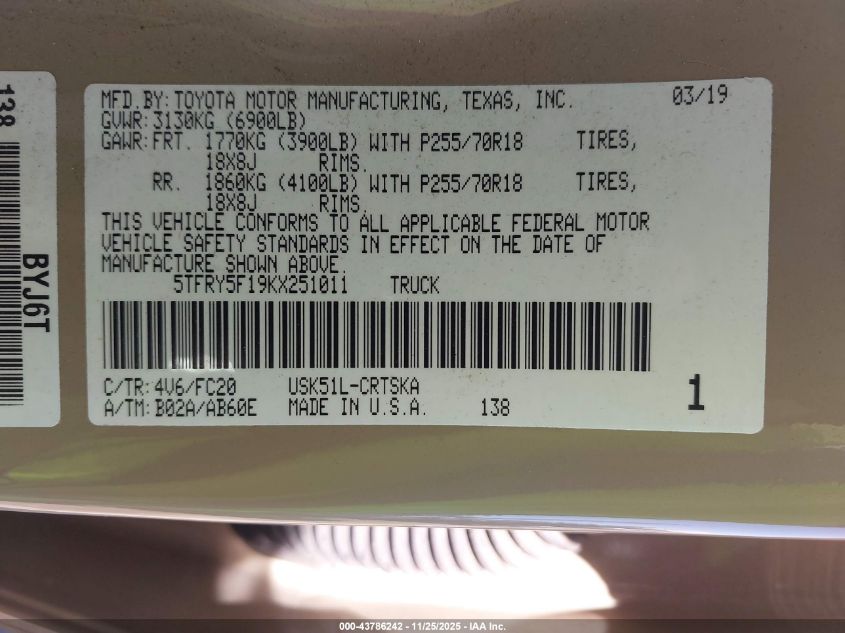 138
BYJ6T
MFD.BY:TOYOTA MOTOR MANUFACTURING, TEXAS, INC. 03/19
GVWR:3130KG (6900LB)
GAWR:FRT. 1770KG (3900LB) WITH P255/70R18 TIRES,
18X8J RIMS.
RR. 1860KG (4100LB) WITH P255/70R18 TIRES,
18X8J RIMS.
THIS VEHICLE CONFORMS TO ALL APPLICABLE FEDERAL MOTOR
VEHICLE SAFETY STANDARDS IN EFFECT ON THE DATE OF
MANUFACTURE SHOWN ABOVE.
5TFRY5F19KX251011 TRUCK
C/TR:4V6/FC20 USK51L-CRTSKA
A/TM:B02A/AB60E MADE IN U.S.A. 138 1
000-43786242 - 11/25/2025 - IAA Inc.